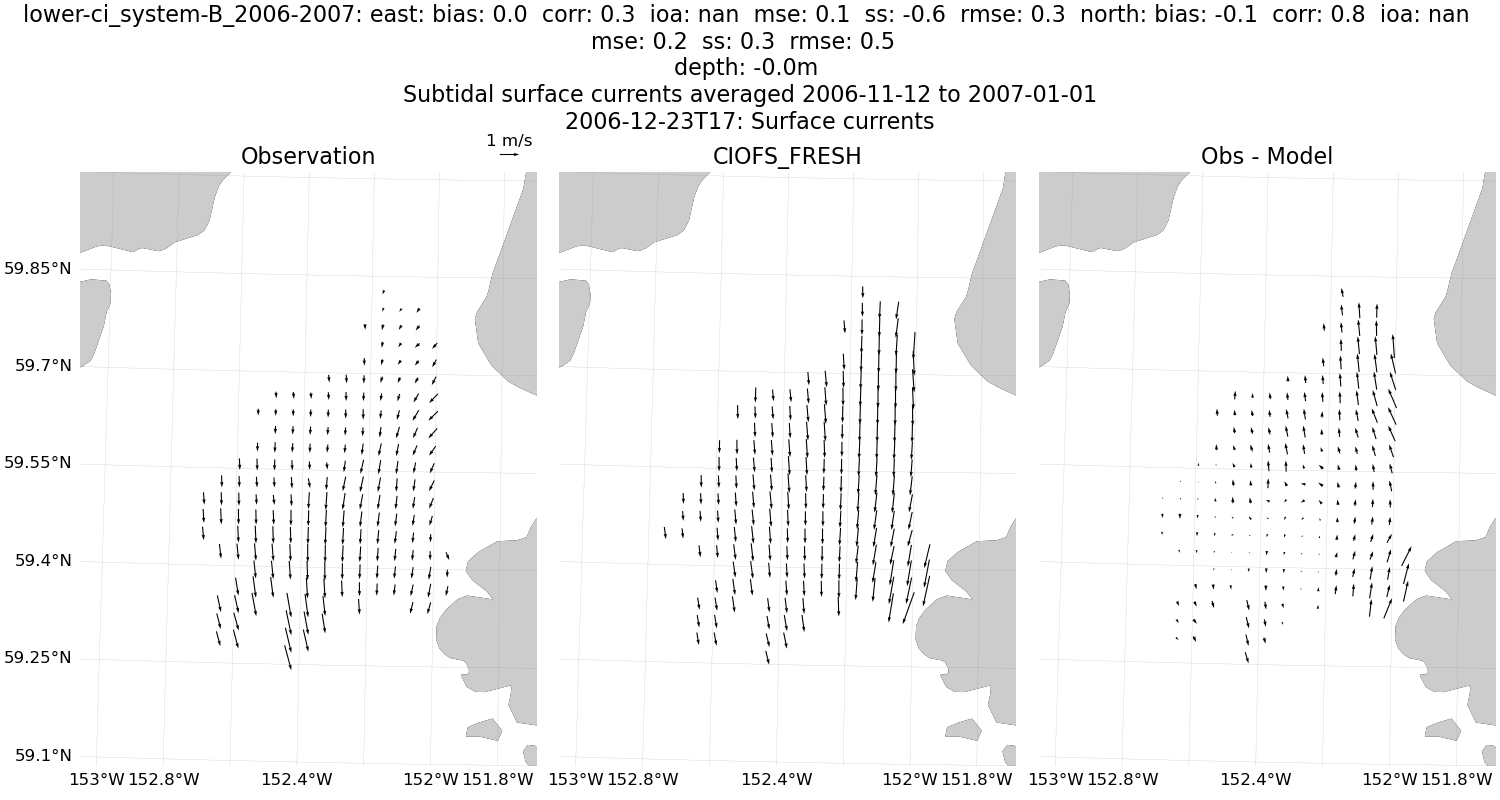 lower-ci_system-B_2006-2007: east: bias: 0.0  corr: 0.3  ioa: nan  mse: 0.1  ss: -0.6  rmse: 0.3  north: bias: -0.1  corr: 0.8  ioa: nan
mse: 0.2  ss: 0.3  rmse: 0.5
depth: -0.0m
Subtidal surface currents averaged 2006-11-12 to 2007-01-01
2006-12-23T17: Surface currents
1 m/s
Observation
CIOFS_FRESH
Obs - Model
59.85°N
59.7°N
59.55°N
59.4°N
59.25°N
59.1°N
153°W 152.8°W 152.4°W 152°W 151.8°W
153°W 152.8°W 152.4°W 152°W 151.8°W
153°W 152.8°W 152.4°W 152°W 151.8°W